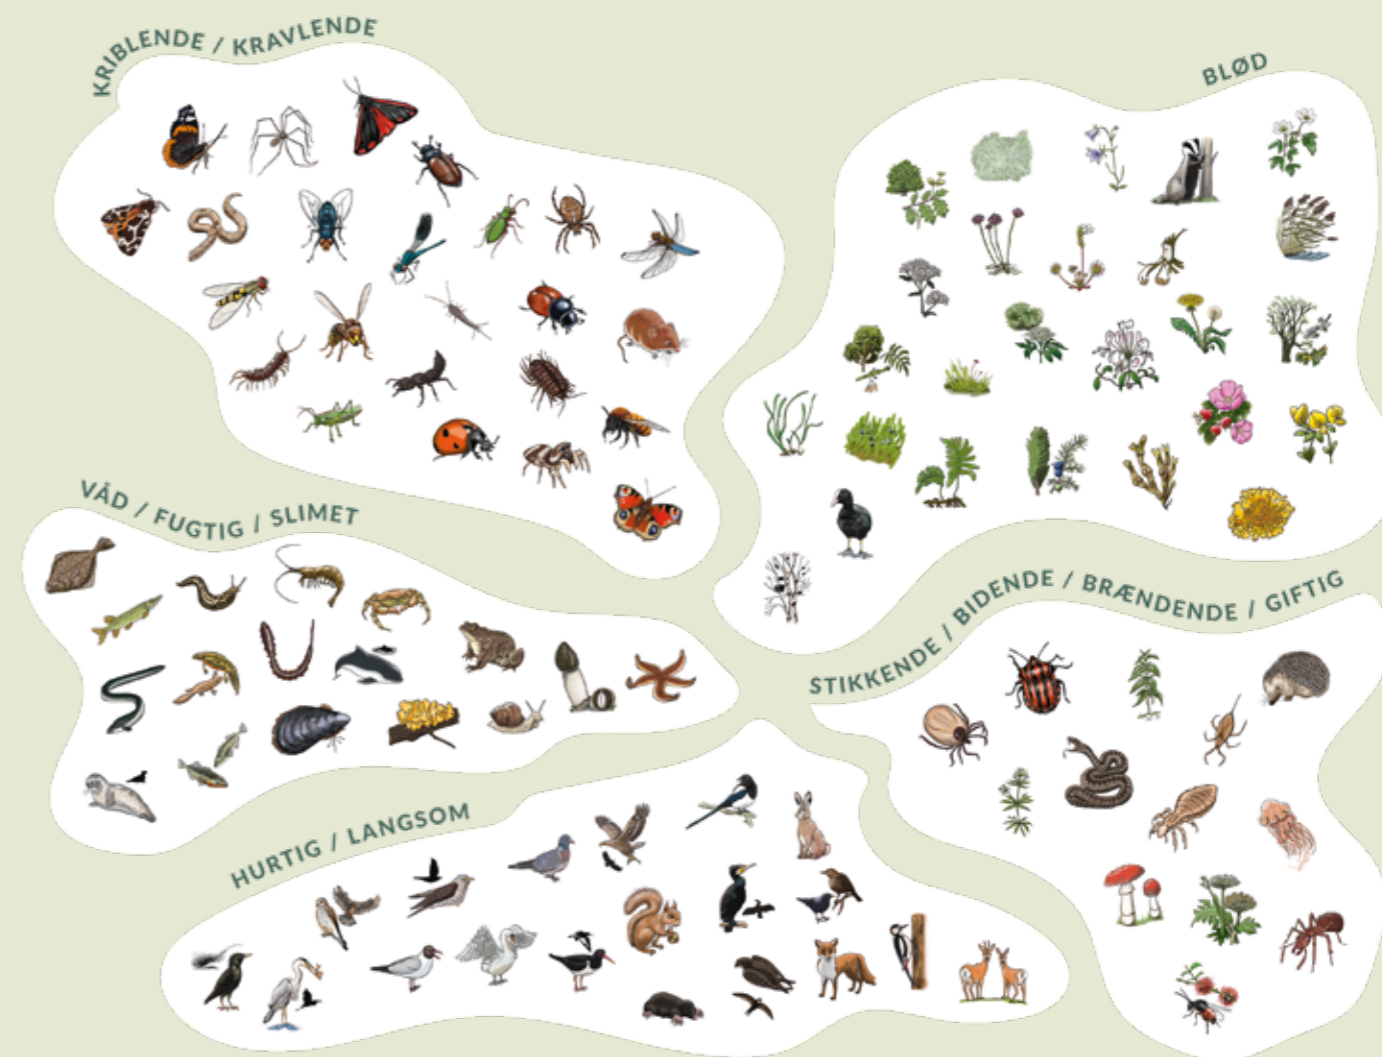 KRIBLENDE / KRAVLENDE
BLØD
VÅD / FUGTIG / SLIMET
STIKKENDE / BIDENDE / BRÆNDENDE / GIFTIG
HURTIG / LANGSOM